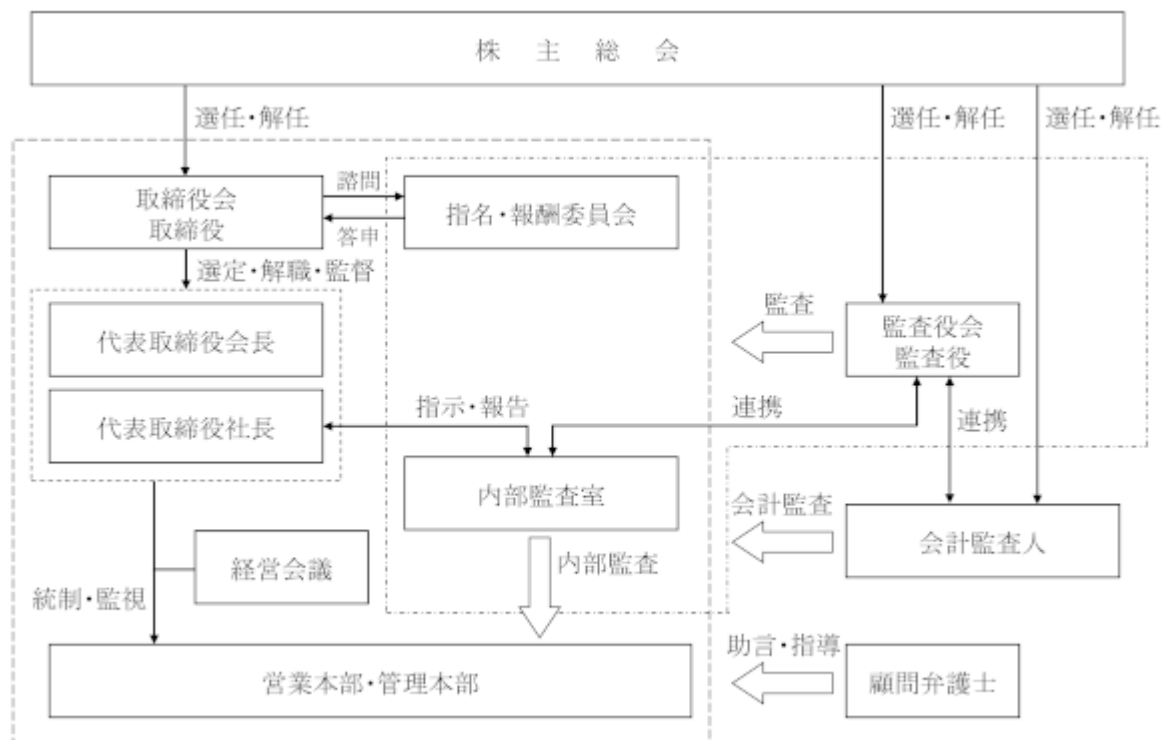 株主総会
選任・解任
選任・解任
選任・解任
取締役会
取締役
諮問
答申
指名・報酬委員会
選定・解職・監督
代表取締役会長
監査
監査役会
監査役
代表取締役社長
指示・報告
連携
連携
内部監査室
会計監査
会計監査人
経営会議
内部監査
統制・監視
営業本部・管理本部
助言・指導
顧問弁護士